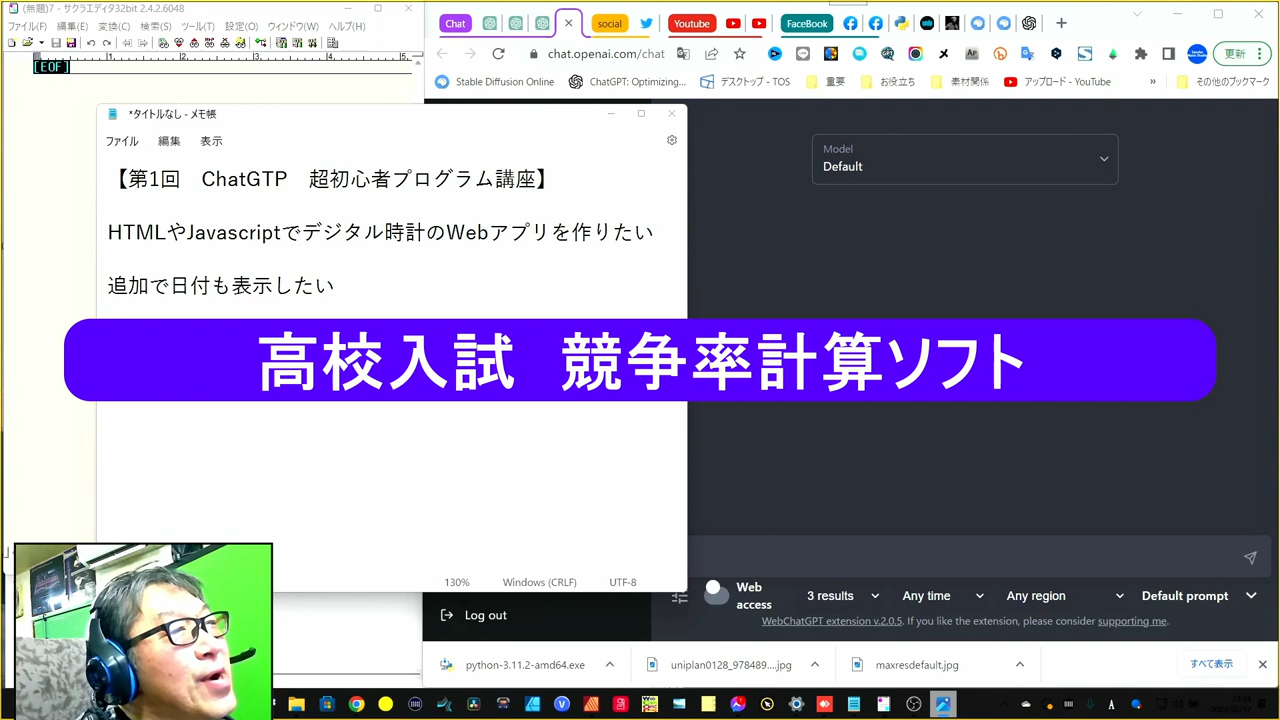 (無題)7 - サクラエディタ32bit 2.4.2.6048
ファイル(F) 編集(E) 変換(C) 検索(S) ツール(T) 設定(O) ウィンドウ(W) ヘルプ(H)
[EOF]
Chat
social
Youtube
FaceBook
chat.openai.com/chat
更新
Stable Diffusion Online
ChatGPT: Optimizing...
デスクトップ - TOS
重要
お役立ち
素材関係
アップロード - YouTube
»
その他のブックマーク
*タイトルなし - メモ帳
ファイル 編集 表示
【第1回 ChatGTP 超初心者プログラム講座】
HTMLやJavascriptでデジタル時計のWebアプリを作りたい
追加で日付も表示したい
Model
Default
高校入試 競争率計算ソフト
130% Windows (CRLF) UTF-8
Log out
Web access
3 results
Any time
Any region
Default prompt
WebChatGPT extension v.2.0.5. If you like the extension, please consider supporting me.
python-3.11.2-amd64.exe
uniplan0128_978489....jpg
maxresdefault.jpg
すべて表示